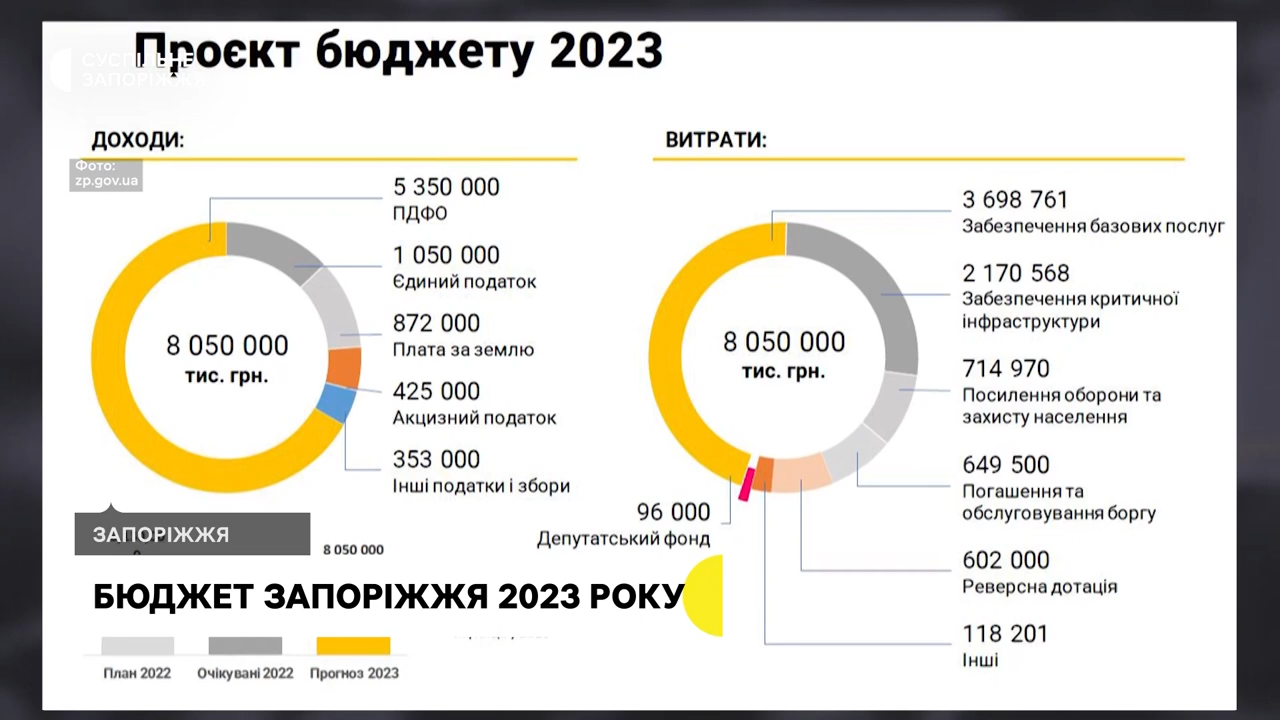 Проєкт бюджету 2023
СУСПІЛЬНЕ
ЗАПОРІЖЖЯ
ДОХОДИ:
Фото:
zp.gov.ua
5 350 000
ПДФО
1 050 000
Єдиний податок
872 000
Плата за землю
425 000
Акцизний податок
353 000
Інші податки і збори
8 050 000
тис. грн.
ВИТРАТИ:
3 698 761
Забезпечення базових послуг
2 170 568
Забезпечення критичної
інфраструктури
714 970
Посилення оборони та
захисту населення
649 500
Погашення та
обслуговування боргу
602 000
Реверсна дотація
118 201
Інші
96 000
Депутатський фонд
8 050 000
тис. грн.
ЗАПОРІЖЖЯ
8 050 000
БЮДЖЕТ ЗАПОРІЖЖЯ 2023 РОКУ
План 2022
Очікувані 2022
Прогноз 2023